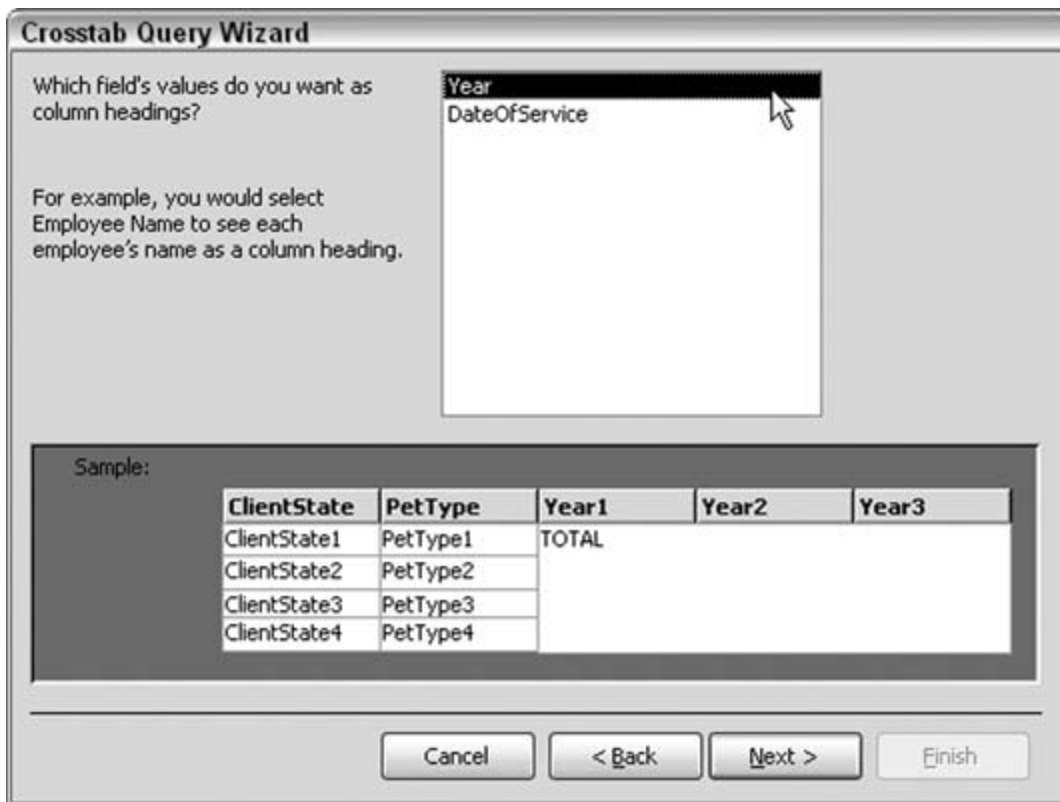 Crosstab Query Wizard
Which field's values do you want as
column headings?
For example, you would select
Employee Name to see each
employee's name as a column heading.
Year
DateOfService
Sample:
ClientState PetType Year1 Year2 Year3
ClientState1 PetType1 TOTAL
ClientState2 PetType2
ClientState3 PetType3
ClientState4 PetType4
Cancel < Back Next > Finish